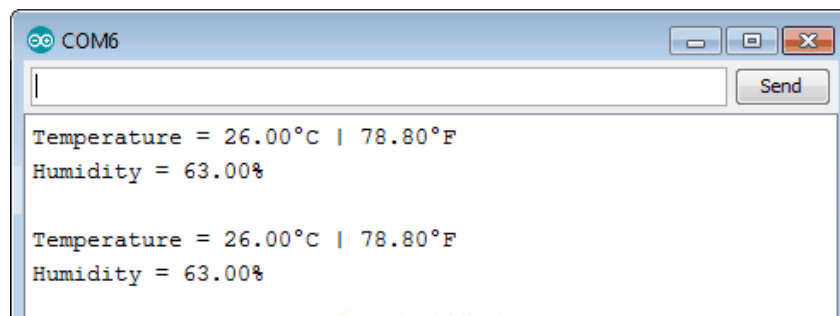 COM6
Send
Temperature = 26.00°C | 78.80°F
Humidity = 63.00%
Temperature = 26.00°C | 78.80°F
Humidity = 63.00%